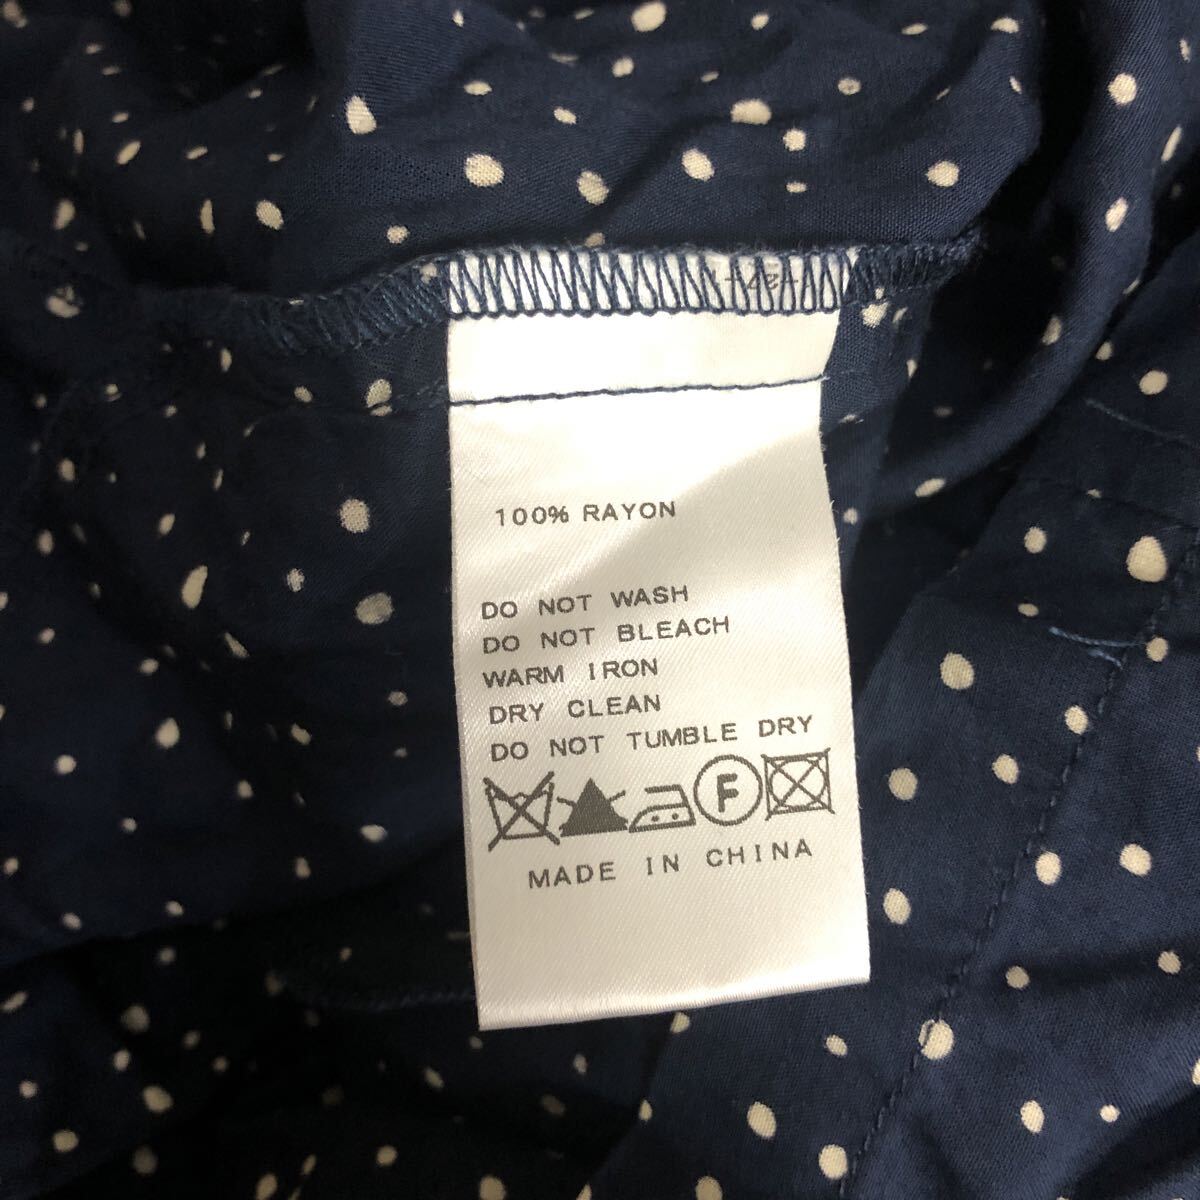 100% RAYON
DO NOT WASH
DO NOT BLEACH
WARM IRON
DRY CLEAN
DO NOT TUMBLE DRY
F
MADE IN CHINA